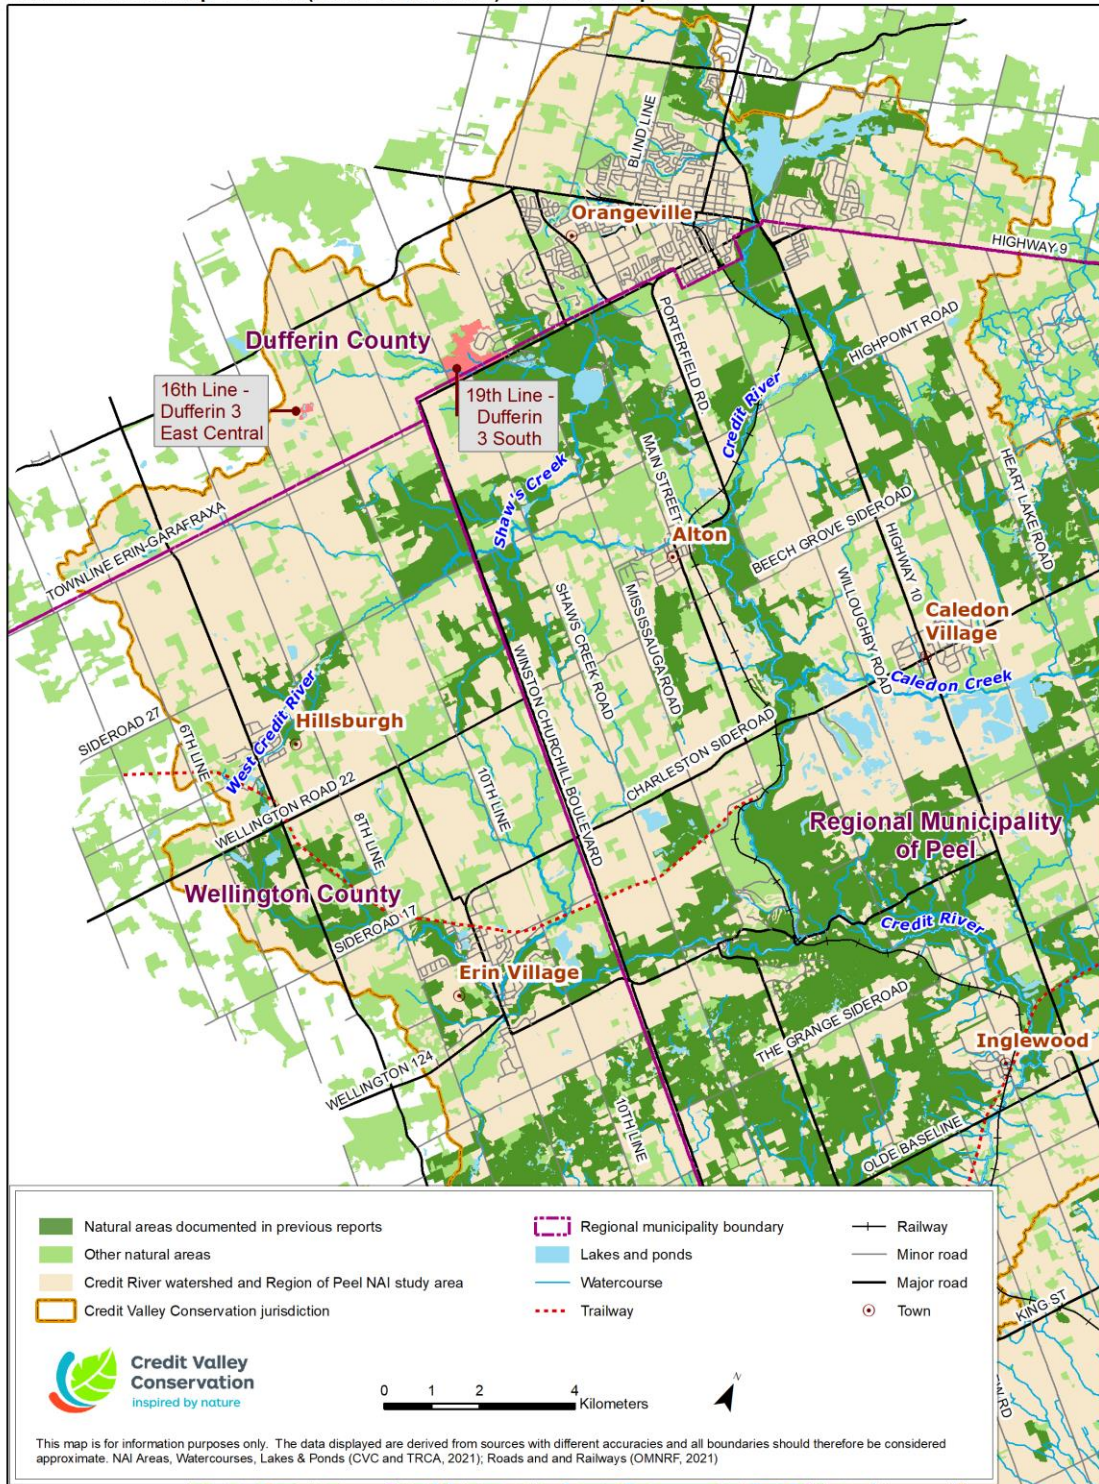 BLIND LINE
Orangeville
HIGHWAY 9
Dufferin County
PORTERFIELD RD.
HIGHPOINT ROAD
16th Line -
Dufferin 3
East Central
19th Line -
Dufferin
3 South
Credit River
MAIN STREET
Shaw's Creek
HEART LAKE ROAD
BEECH GROVE SIDEROAD
HIGHWAY 10
Alton
TOWNLINE ERIN-GARAFRAXA
SHAWS CREEK ROAD
MISSISSAUGA ROAD
WILLOUGHBY ROAD
Caledon
Village
Caledon Creek
WINSTON CHURCHILL BOULEVARD
West Credit River
Hillsburgh
SIDEROAD 27
6TH LINE
CHARLESTON SIDEROAD
WELLINGTON ROAD 22
10TH LINE
8TH LINE
Regional Municipality
of Peel
Wellington County
SIDEROAD 17
Credit River
Erin Village
THE GRANGE SIDEROAD
Inglewood
WELLINGTON 124
10TH LINE
OLDE BASELINE
KING ST
Natural areas documented in previous reports
Other natural areas
Credit River watershed and Region of Peel NAI study area
Credit Valley Conservation jurisdiction
Regional municipality boundary
Lakes and ponds
Watercourse
Trailway
Railway
Minor road
Major road
Town
Credit Valley
Conservation
inspired by nature
0 1 2 4
Kilometers
N
This map is for information purposes only. The data displayed are derived from sources with different accuracies and all boundaries should therefore be considered
approximate. NAI Areas, Watercourses, Lakes & Ponds (CVC and TRCA, 2021); Roads and and Railways (OMNRF, 2021)